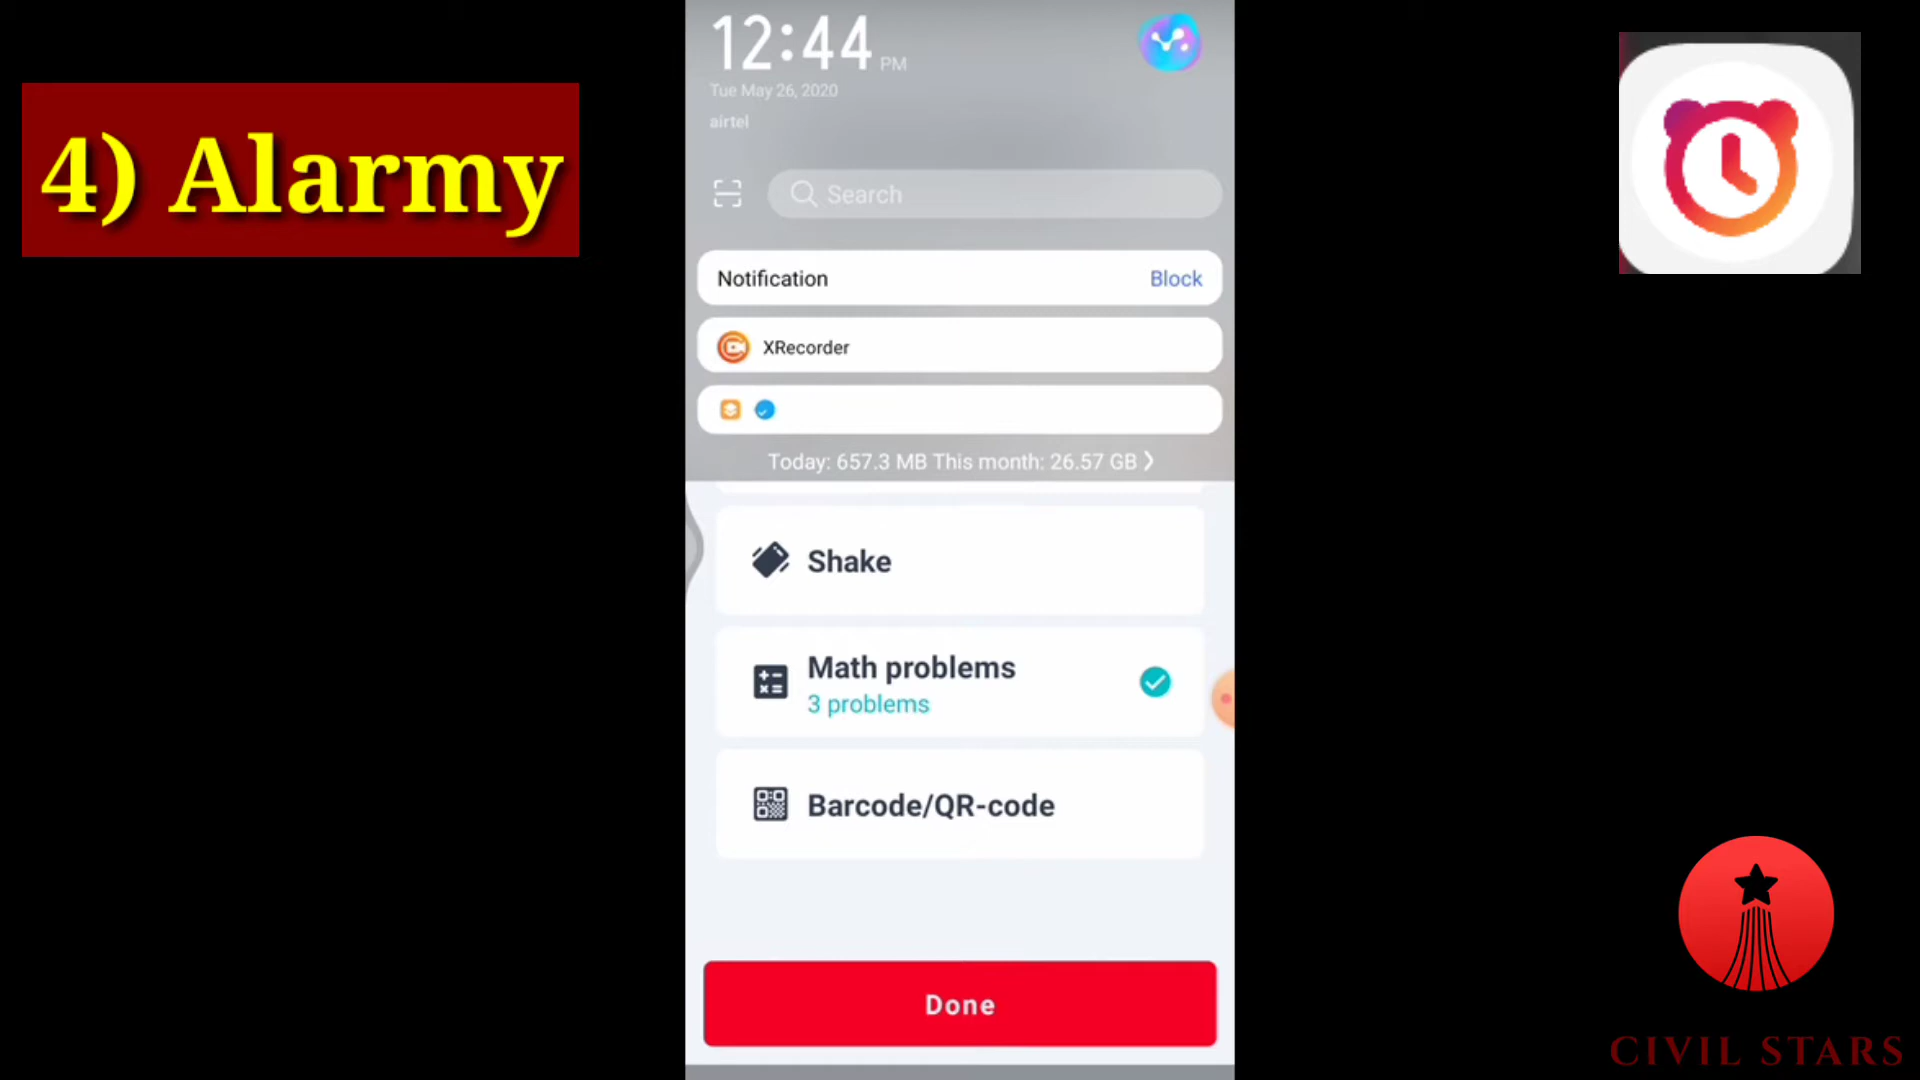 4) Alarmy
12:44 PM
Tue May 26, 2020
airtel
Search
Notification Block
XRecorder
Today: 657.3 MB This month: 26.57 GB
Shake
Math problems
3 problems
Barcode/QR-code
Done
CIVIL STARS